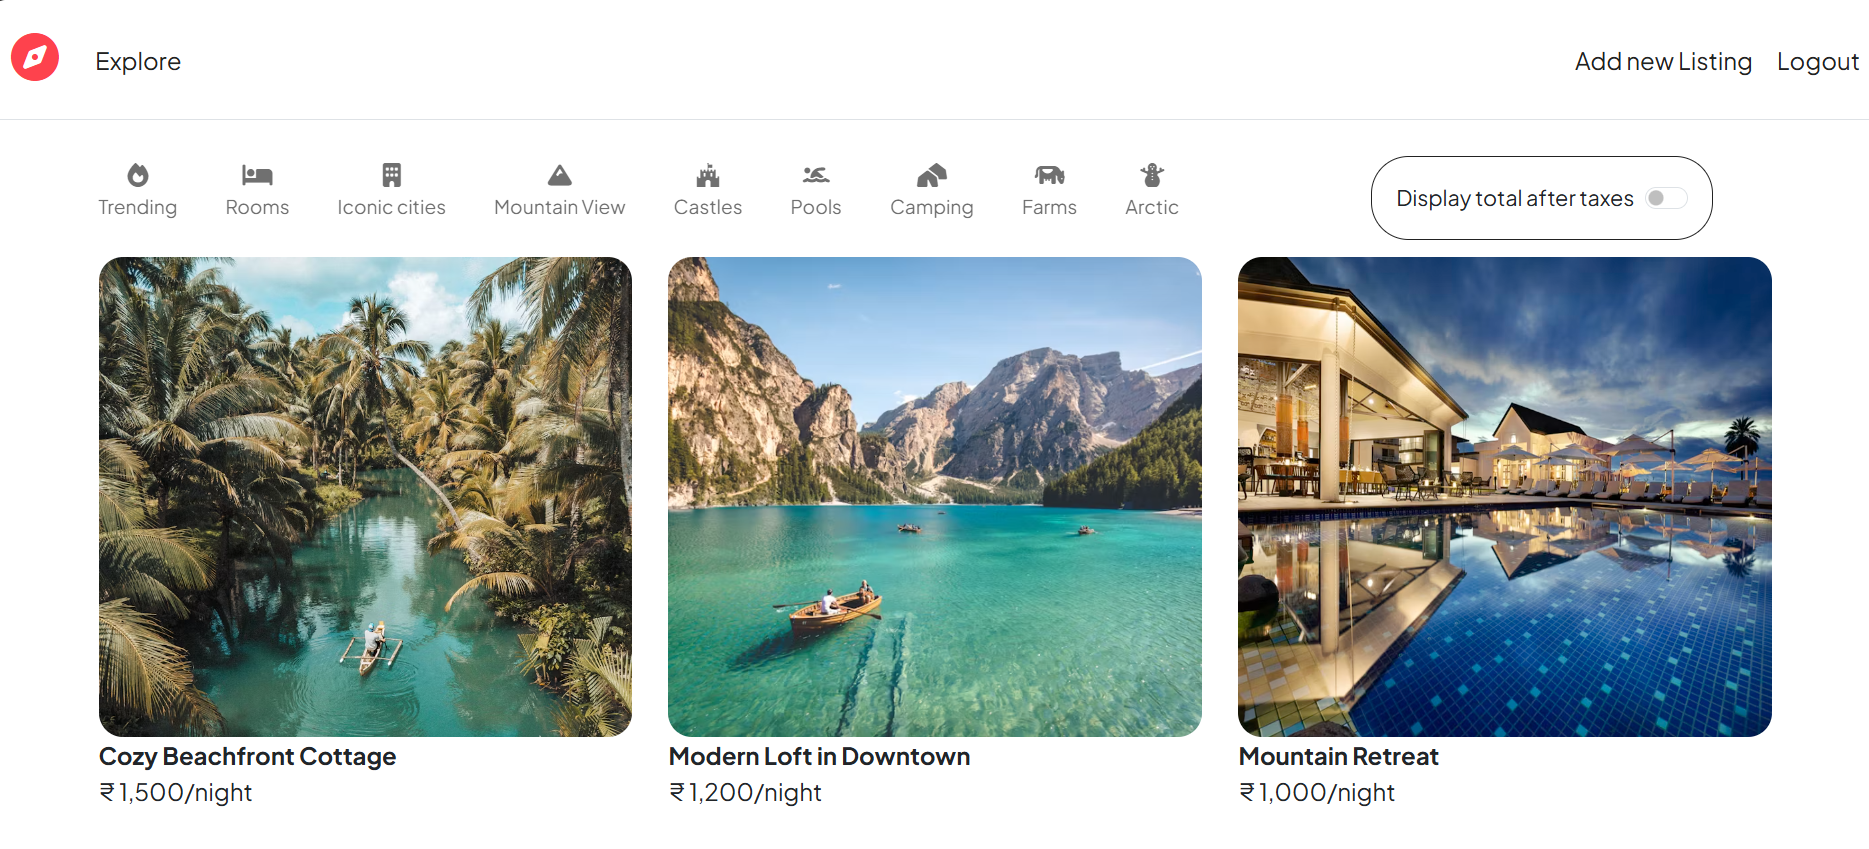 Explore
Add new Listing
Logout
Trending
Rooms
Iconic cities
Mountain View
Castles
Pools
Camping
Farms
Arctic
Display total after taxes
Cozy Beachfront Cottage
₹ 1,500/night
Modern Loft in Downtown
₹ 1,200/night
Mountain Retreat
₹ 1,000/night